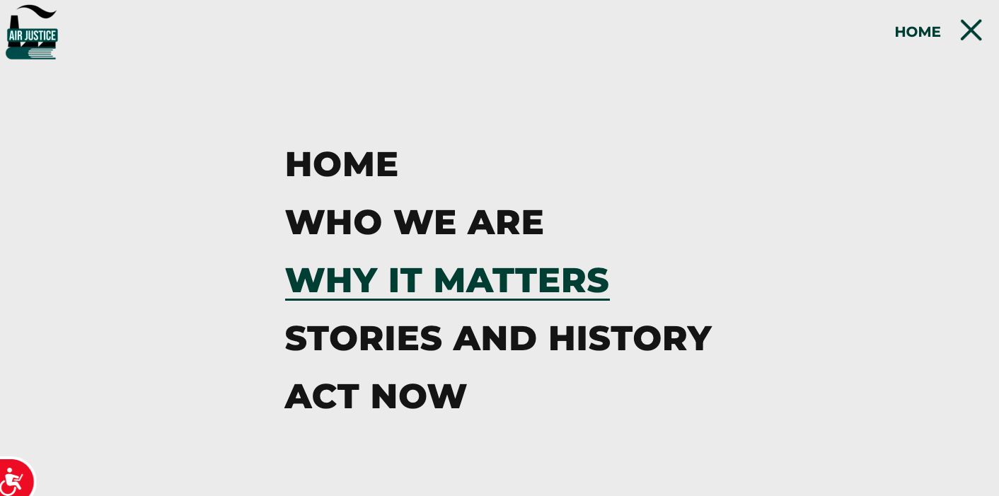 AIR JUSTICE
HOME
HOME
WHO WE ARE
WHY IT MATTERS
STORIES AND HISTORY
ACT NOW